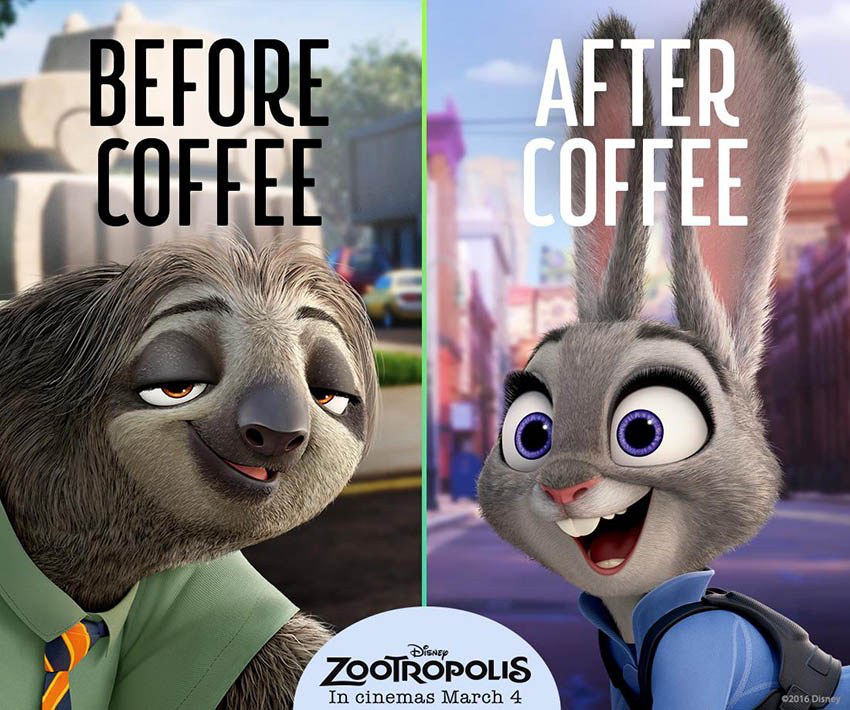 BEFORE
COFFEE
AFTER
COFFEE
Disney
ZOOTROPOLIS
In cinemas March 4
©2016 Disney